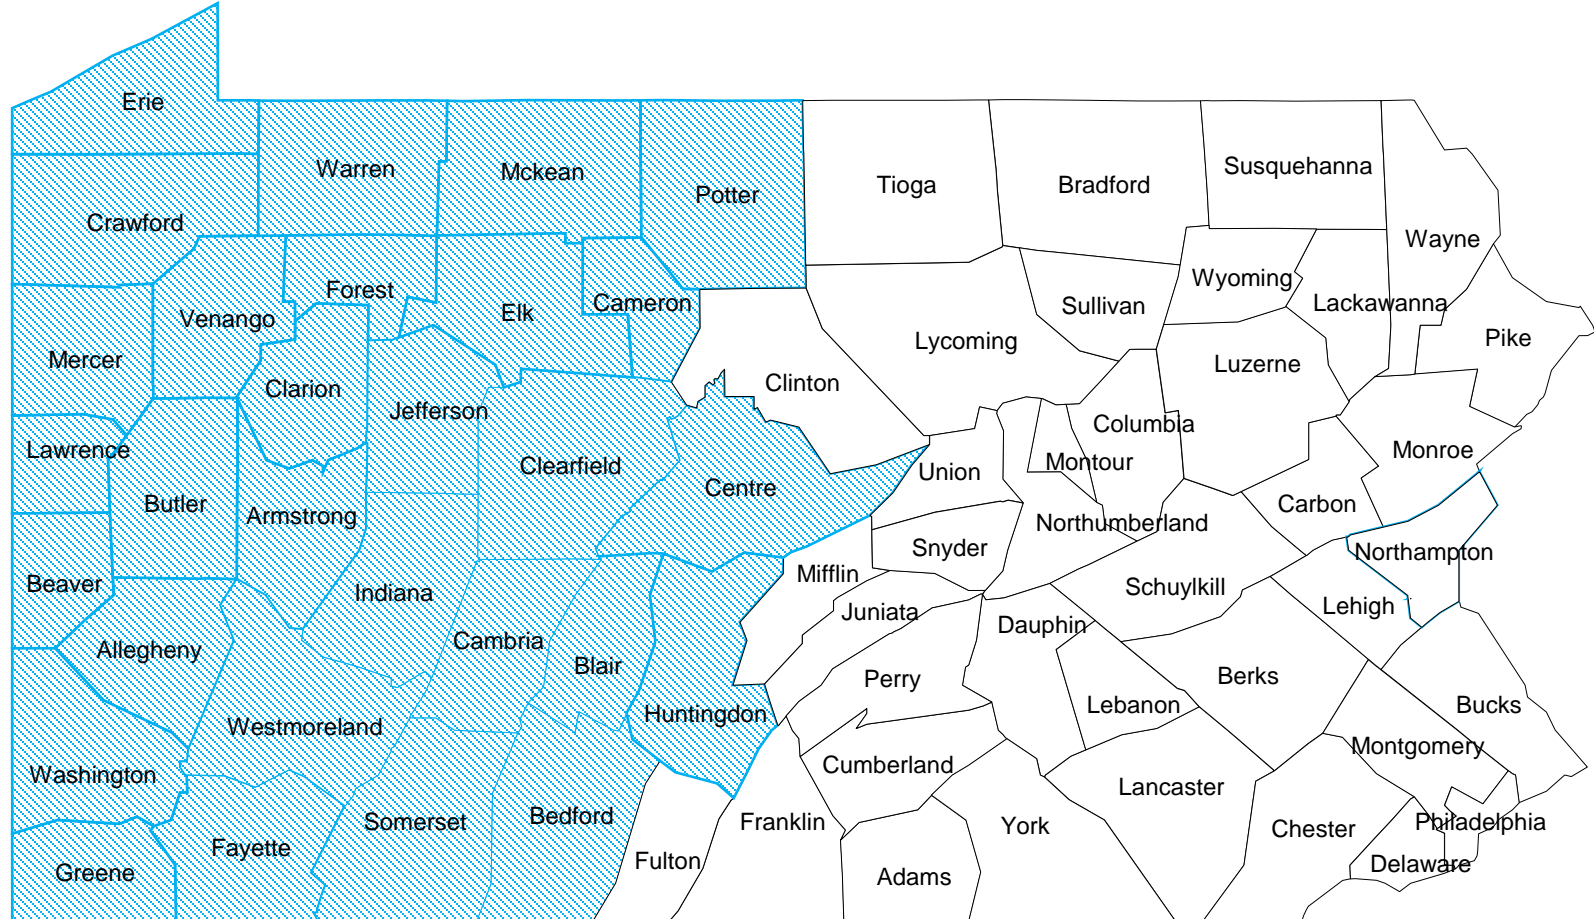 Erie
Warren
Mckean
Potter
Tioga
Bradford
Susquehanna
Crawford
Wayne
Forest
Elk
Cameron
Venango
Sullivan
Wyoming
Lackawanna
Mercer
Lycoming
Luzerne
Pike
Clarion
Jefferson
Clinton
Columbia
Lawrence
Clearfield
Centre
Union
Montour
Monroe
Butler
Armstrong
Snyder
Northumberland
Carbon
Northampton
Beaver
Indiana
Mifflin
Juniata
Schuylkill
Lehigh
Allegheny
Cambria
Blair
Dauphin
Perry
Berks
Westmoreland
Huntingdon
Lebanon
Bucks
Washington
Cumberland
Lancaster
Montgomery
Somerset
Bedford
Franklin
York
Chester
Philadelphia
Greene
Fayette
Fulton
Adams
Delaware